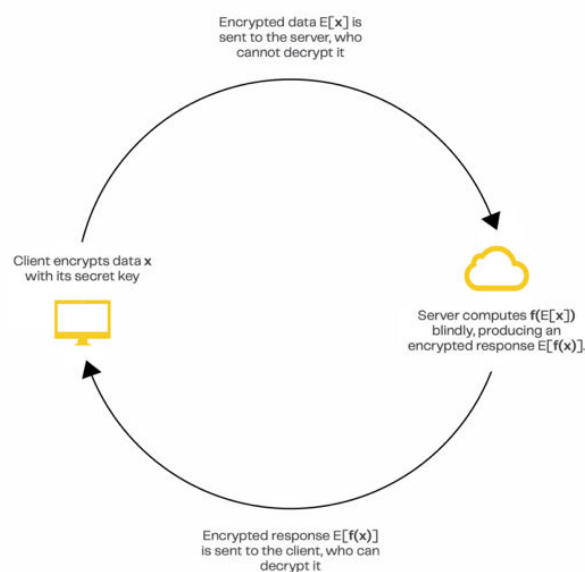 Encrypted data E[x] is
sent to the server, who
cannot decrypt it
Client encrypts data x
with its secret key
Server computes f(E[x])
blindly, producing an
encrypted response E[f(x)].
Encrypted response E[f(x)]
is sent to the client, who can
decrypt it